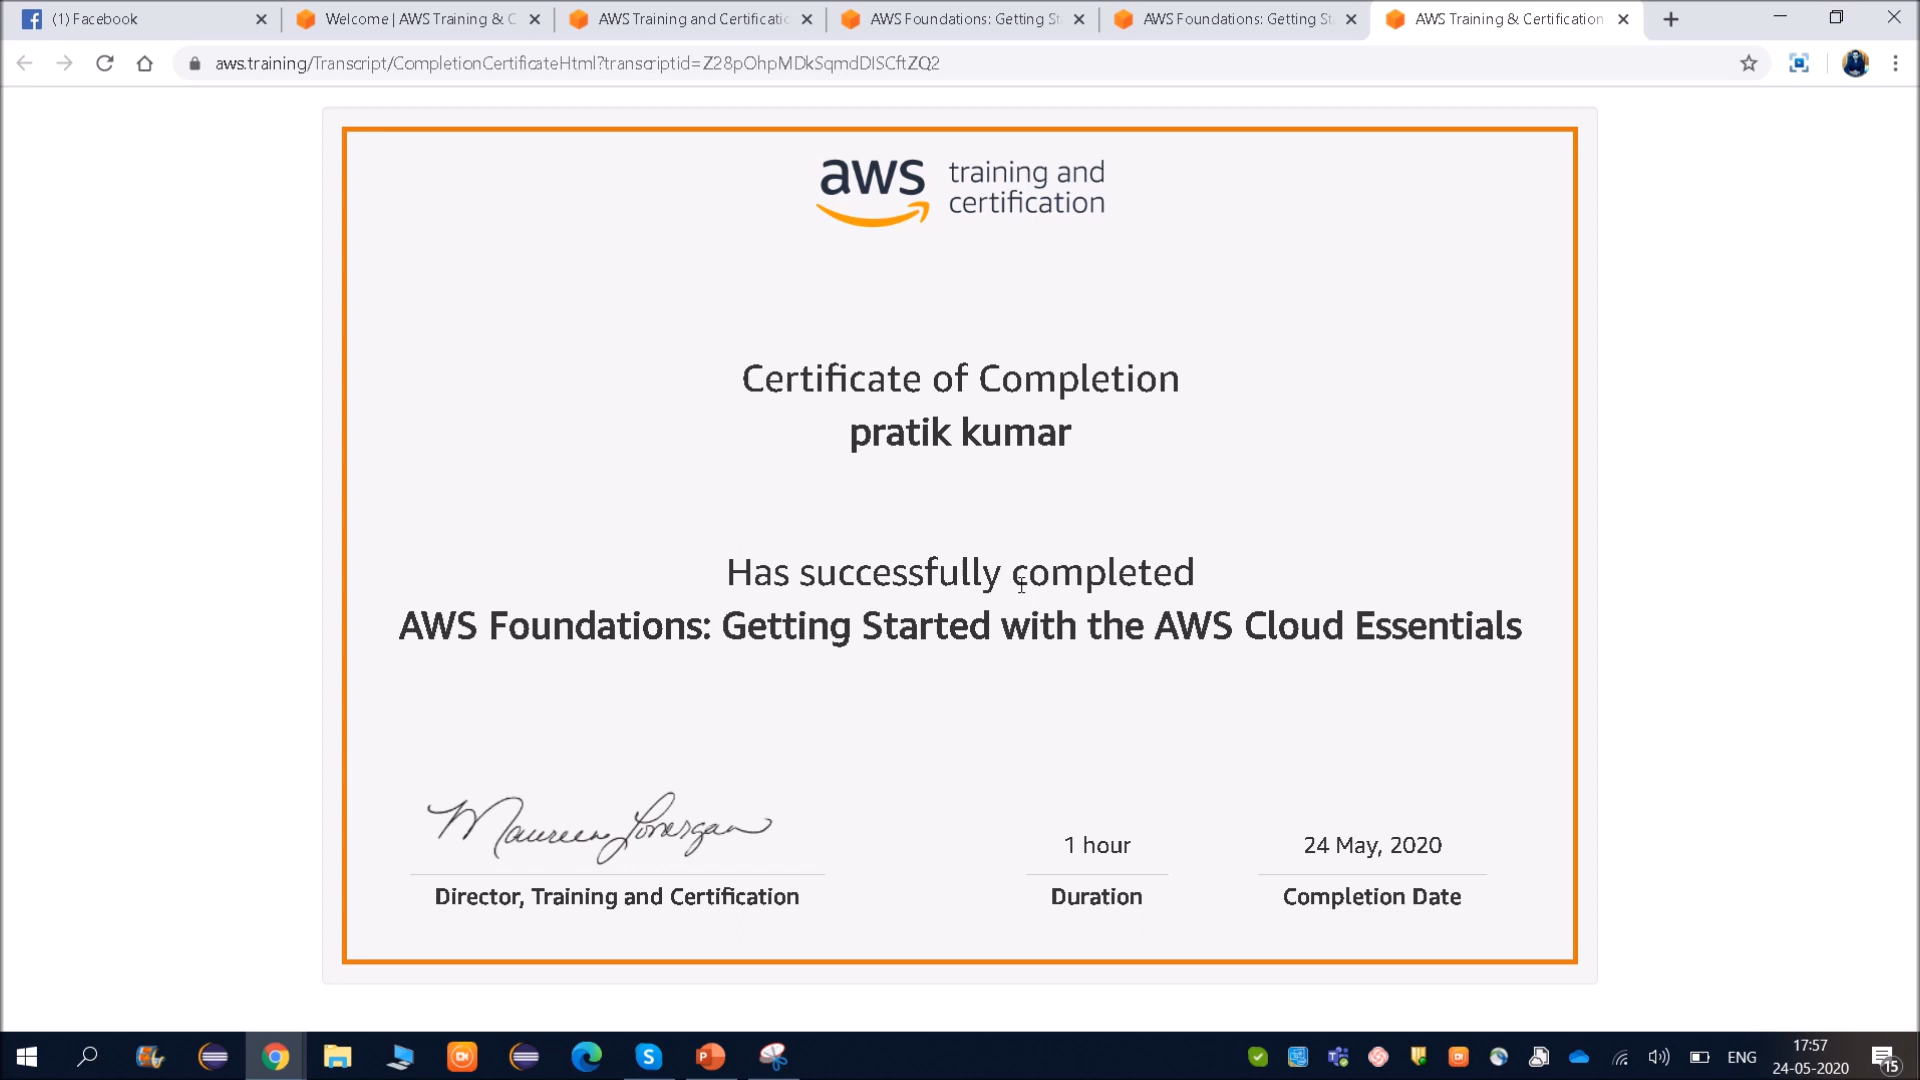 (1) Facebook
Welcome | AWS Training & C
AWS Training and Certificatio
AWS Foundations: Getting St
AWS Foundations: Getting St
AWS Training & Certification
aws.training/Transcript/CompletionCertificateHtml?transcriptid=Z28pOhpMDkSqmdDlSCftZQ2
aws training and
certification
Certificate of Completion
pratik kumar
Has successfully completed
AWS Foundations: Getting Started with the AWS Cloud Essentials
Maureen Lonergan
1 hour
24 May, 2020
Director, Training and Certification
Duration
Completion Date
ENG
17:57
24-05-2020
15